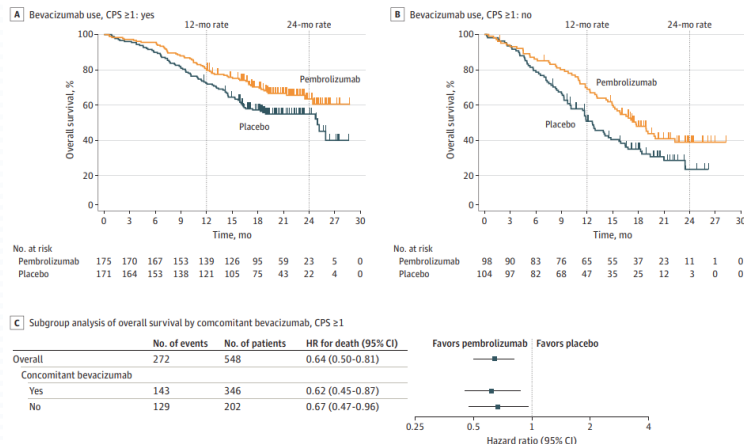 A Bevacizumab use, CPS ≥1: yes
12-mo rate 24-mo rate
100
80
60
40
20
0
Overall survival, %
Pembrolizumab
Placebo
0 3 6 9 12 15 18 21 24 27 30
Time, mo
No. at risk
Pembrolizumab 175 170 167 153 139 126 95 59 23 5 0
Placebo 171 164 153 138 121 105 75 43 22 4 0
B Bevacizumab use, CPS ≥1: no
12-mo rate 24-mo rate
100
80
60
40
20
0
Overall survival, %
Pembrolizumab
Placebo
0 3 6 9 12 15 18 21 24 27 30
Time, mo
No. at risk
Pembrolizumab 98 90 83 76 65 55 37 23 11 1 0
Placebo 104 97 82 68 47 35 25 12 3 0 0
C Subgroup analysis of overall survival by comcomitant bevacizumab, CPS ≥1
No. of events No. of patients HR for death (95% CI)
Overall 272 548 0.64 (0.50-0.81)
Concomitant bevacizumab
Yes 143 346 0.62 (0.45-0.87)
No 129 202 0.67 (0.47-0.96)
Favors pembrolizumab Favors placebo
0.25 0.5 1 2 4
Hazard ratio (95% CI)